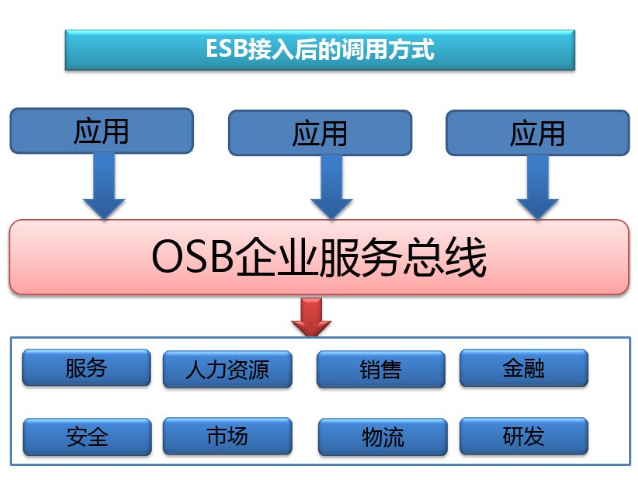 ESB接入后的调用方式
应用 应用 应用
OSB企业服务总线
服务 人力资源 销售 金融
安全 市场 物流 研发